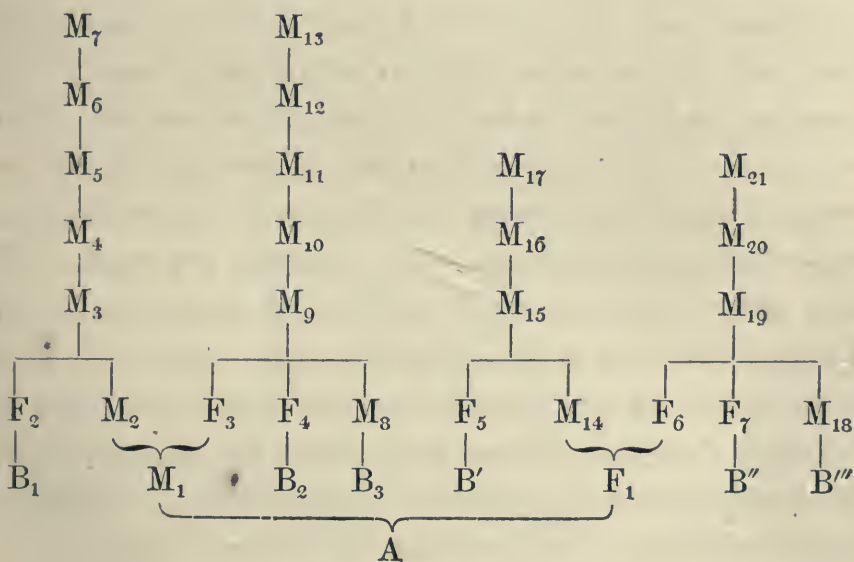 M₇ M₁₃
M₆ M₁₂
M₅ M₁₁ M₁₇ M₂₁
M₄ M₁₀ M₁₆ M₂₀
M₃ M₉ M₁₅ M₁₉
F₂ M₂ F₃ F₄ M₈ F₅ M₁₄ F₆ F₇ M₁₈
B₁ M₁ B₂ B₃ B′ F₁ B″ B‴
A